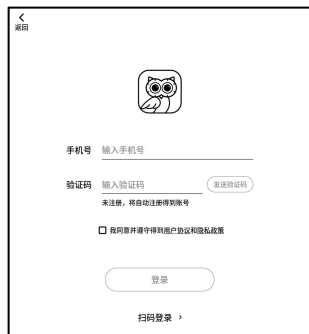 返回
手机号 输入手机号
验证码 输入验证码 发送验证码
未注册，将自动注册得到账号
我同意并遵守得到用户协议和隐私政策
登录
扫码登录 ›